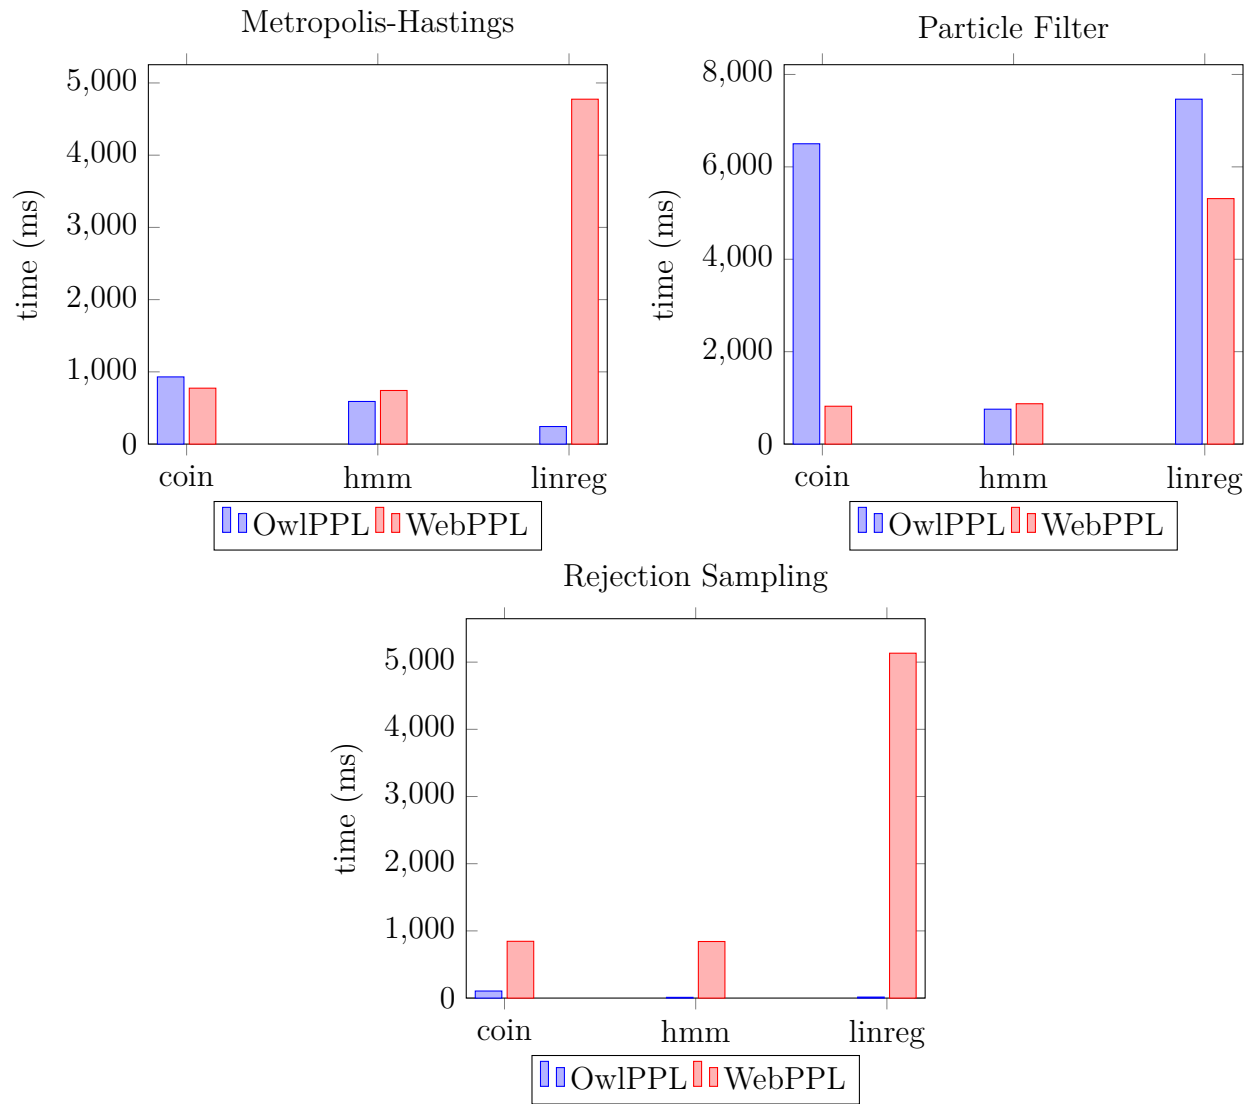 Metropolis-Hastings
5,000
4,000
3,000
2,000
1,000
0
time (ms)
coin hmm linreg
OwlPPL WebPPL
Particle Filter
8,000
6,000
4,000
2,000
0
time (ms)
coin hmm linreg
OwlPPL WebPPL
Rejection Sampling
5,000
4,000
3,000
2,000
1,000
0
time (ms)
coin hmm linreg
OwlPPL WebPPL